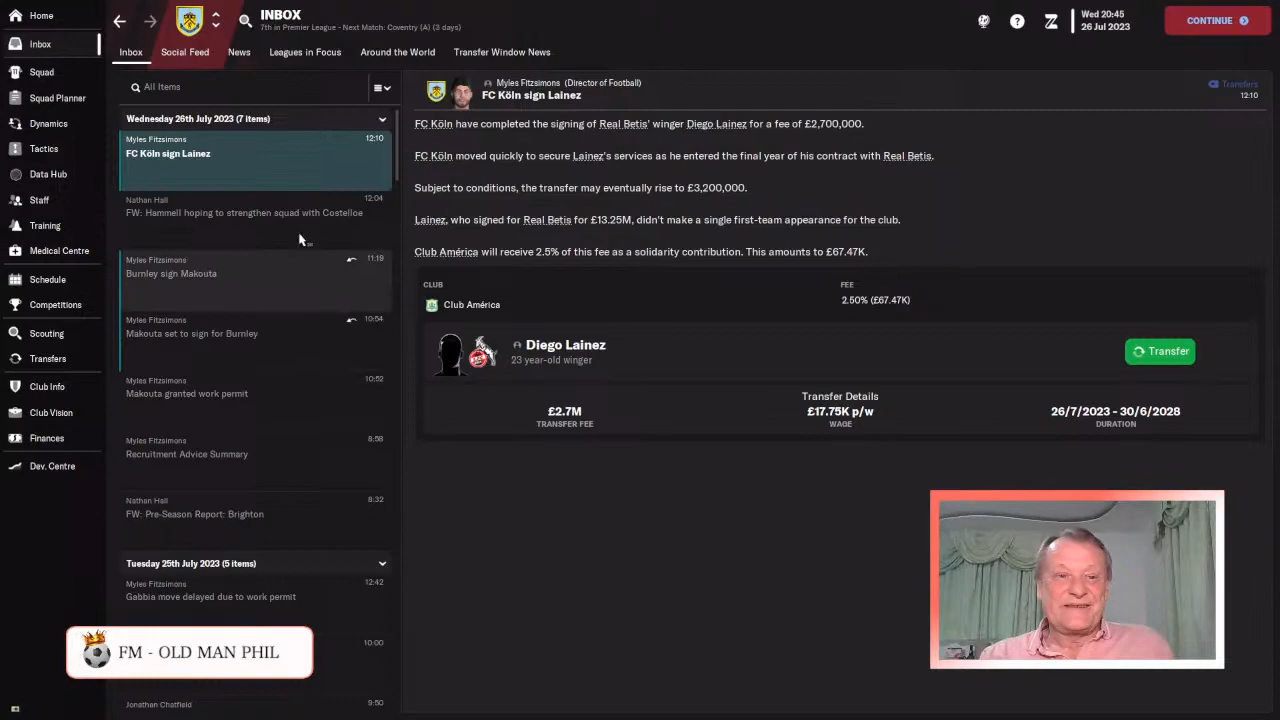 Home
Inbox
Squad
Squad Planner
Dynamics
Tactics
Data Hub
Staff
Training
Medical Centre
Schedule
Competitions
Scouting
Transfers
Club Info
Club Vision
Finances
Dev. Centre
INBOX
7th in Premier League - Next Match: Coventry (A) (3 days)
Wed 20:45
26 Jul 2023
CONTINUE
Inbox
Social Feed
News
Leagues in Focus
Around the World
Transfer Window News
All Items
Wednesday 26th July 2023 (7 items)
Myles Fitzsimons 12:10
FC Köln sign Lainez
Nathan Hall 12:04
FW: Hammell hoping to strengthen squad with Costelloe
Myles Fitzsimons 11:19
Burnley sign Makouta
Myles Fitzsimons 10:54
Makouta set to sign for Burnley
Myles Fitzsimons 10:52
Makouta granted work permit
Myles Fitzsimons 8:58
Recruitment Advice Summary
Nathan Hall 8:32
FW: Pre-Season Report: Brighton
Tuesday 25th July 2023 (5 items)
Myles Fitzsimons 12:42
Gabbia move delayed due to work permit
10:00
Jonathan Chatfield 9:50
Myles Fitzsimons (Director of Football)
FC Köln sign Lainez
Transfers
12:10
FC Köln have completed the signing of Real Betis' winger Diego Lainez for a fee of £2,700,000.
FC Köln moved quickly to secure Lainez's services as he entered the final year of his contract with Real Betis.
Subject to conditions, the transfer may eventually rise to £3,200,000.
Lainez, who signed for Real Betis for £13.25M, didn't make a single first-team appearance for the club.
Club América will receive 2.5% of this fee as a solidarity contribution. This amounts to £67.47K.
CLUB FEE
Club América 2.50% (£67.47K)
Diego Lainez
23 year-old winger
Transfer
Transfer Details
£2.7M £17.75K p/w 26/7/2023 - 30/6/2028
TRANSFER FEE WAGE DURATION
FM - OLD MAN PHIL